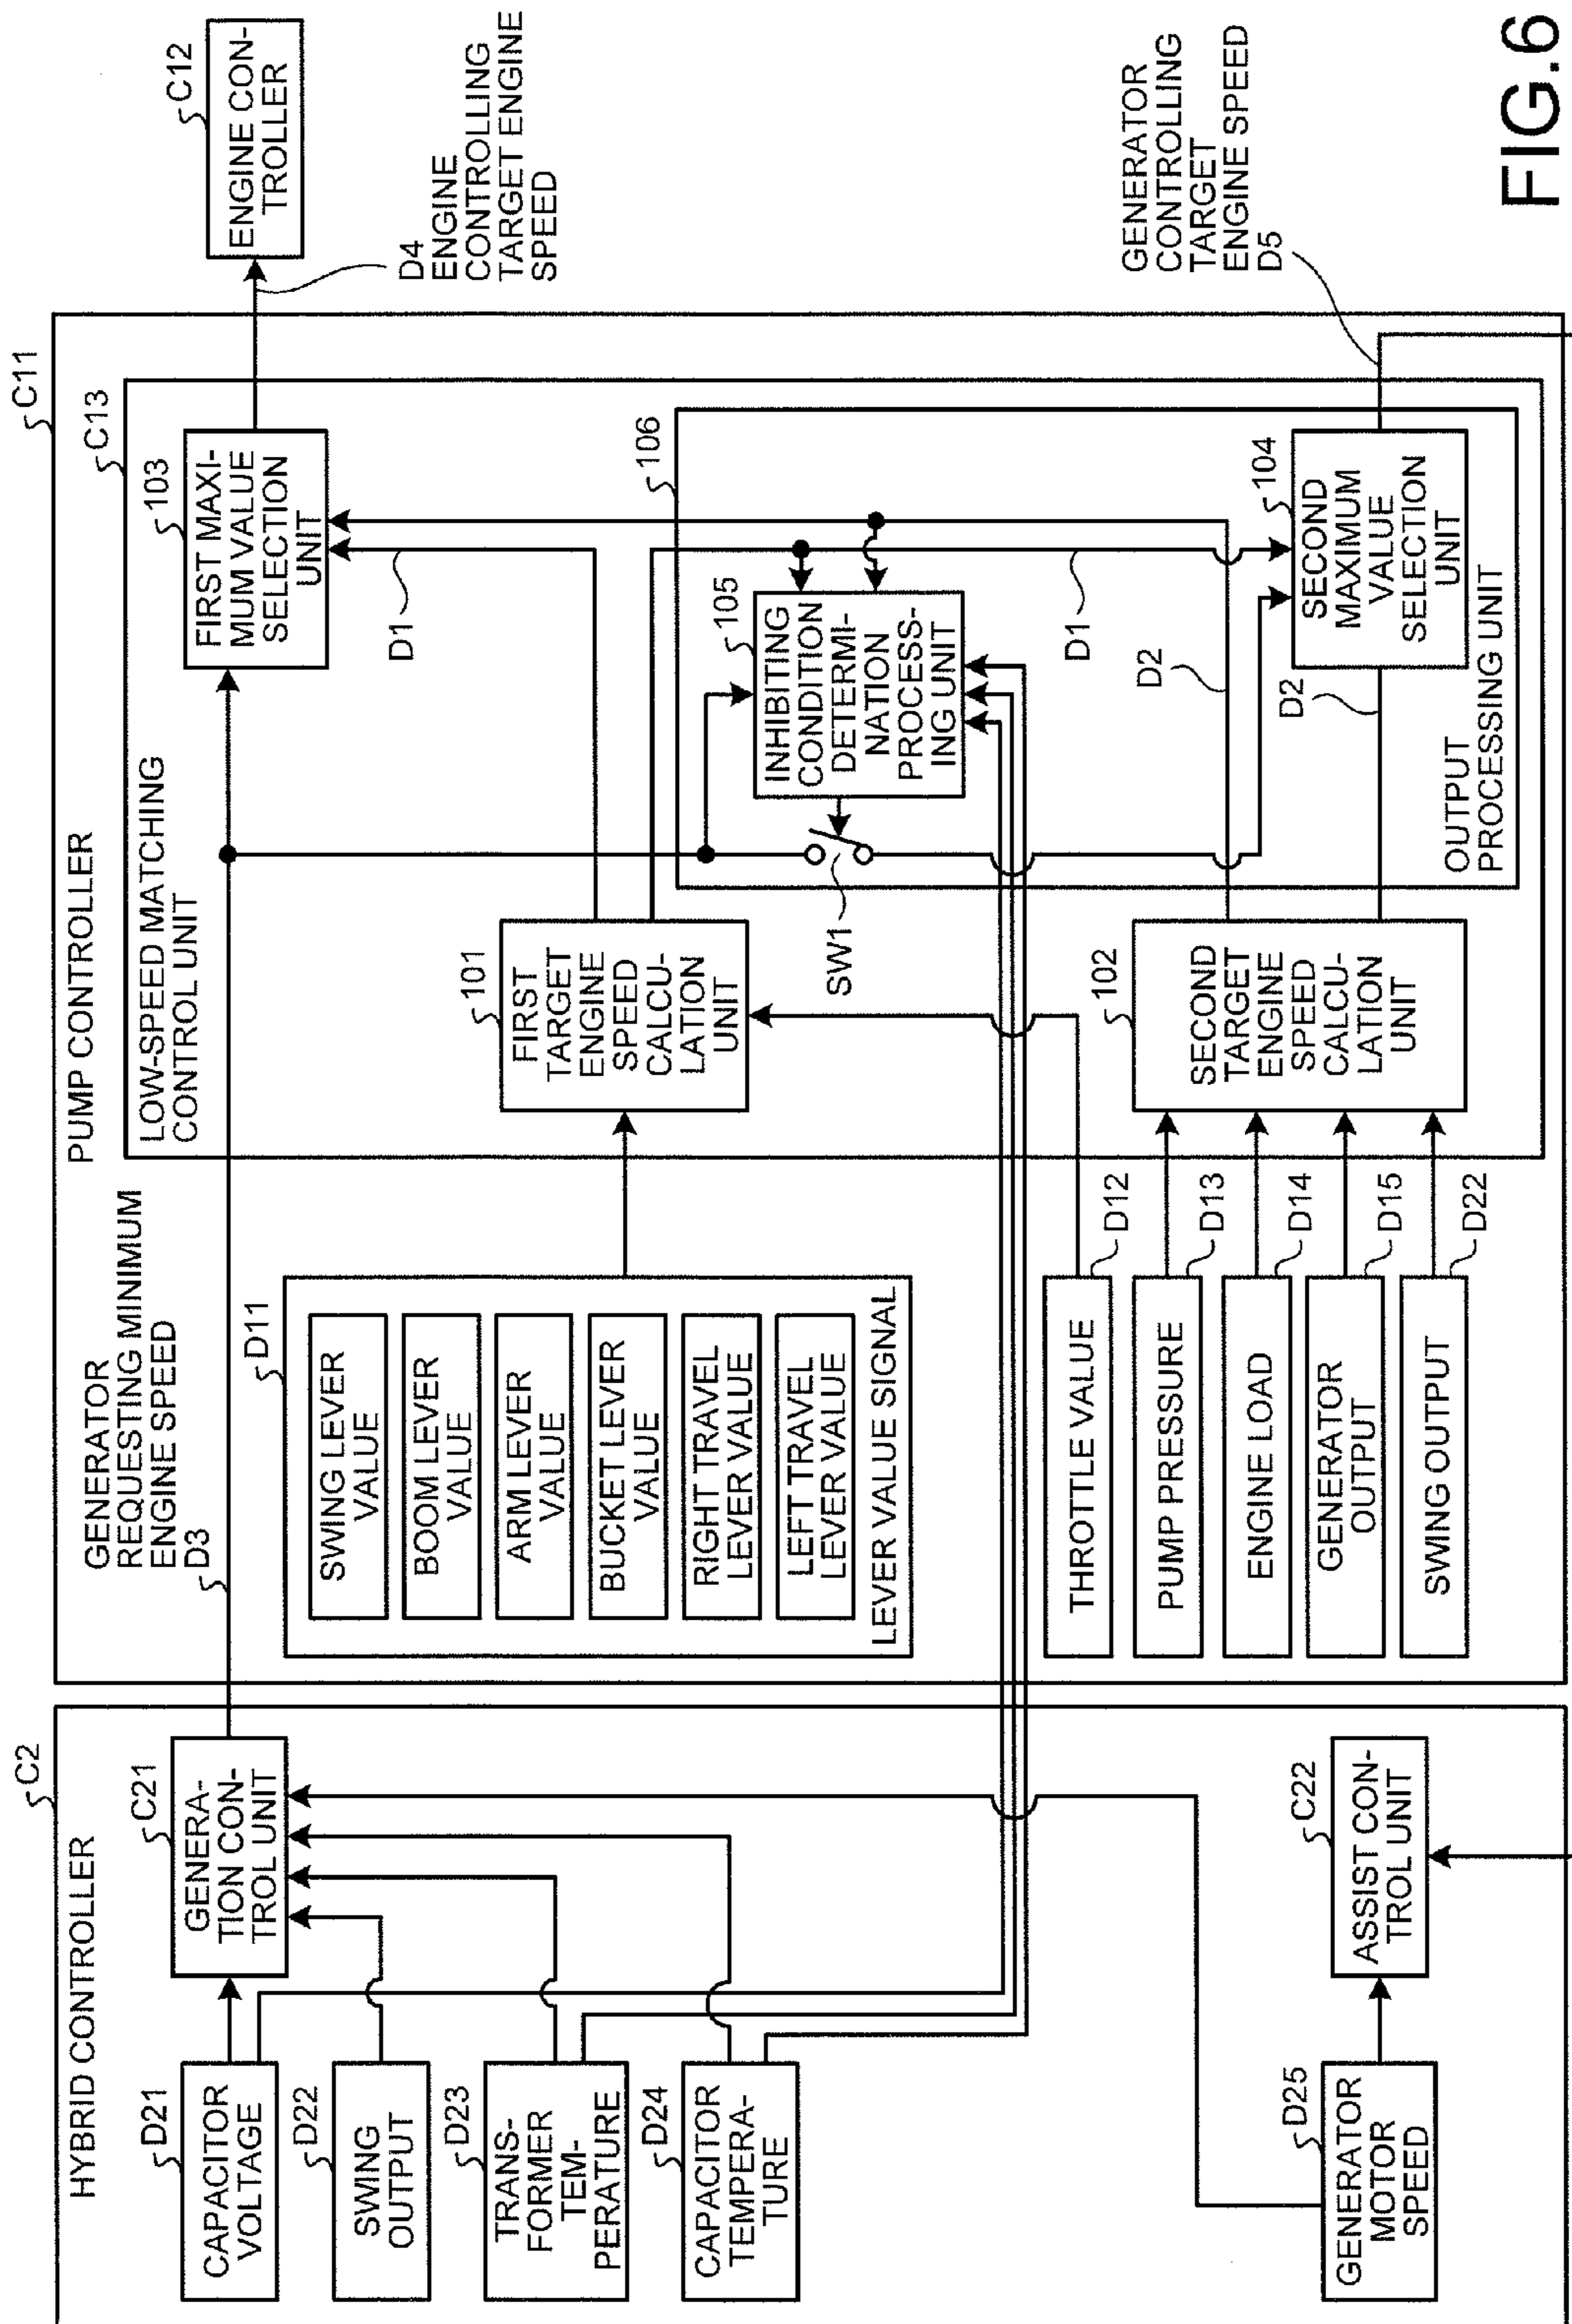 HYBRID CONTROLLER
C2
D21
CAPACITOR
VOLTAGE
D22
SWING
OUTPUT
D23
TRANS-
FORMER
TEM-
PERATURE
D24
CAPACITOR
TEMPERA-
TURE
D25
GENERATOR
MOTOR
SPEED
C21
GENERA-
TION CON-
TROL UNIT
C22
ASSIST CON-
TROL UNIT
PUMP CONTROLLER
C11
GENERATOR
REQUESTING MINIMUM
ENGINE SPEED
D3
D11
SWING LEVER
VALUE
BOOM LEVER
VALUE
ARM LEVER
VALUE
BUCKET LEVER
VALUE
RIGHT TRAVEL
LEVER VALUE
LEFT TRAVEL
LEVER VALUE
LEVER VALUE SIGNAL
THROTTLE VALUE
D12
PUMP PRESSURE
D13
ENGINE LOAD
D14
GENERATOR
OUTPUT
D15
SWING OUTPUT
D22
LOW-SPEED MATCHING
CONTROL UNIT
C13
101
FIRST
TARGET
ENGINE
SPEED
CALCU-
LATION
UNIT
102
SECOND
TARGET
ENGINE
SPEED
CALCU-
LATION
UNIT
103
FIRST MAXI-
MUM VALUE
SELECTION
UNIT
D1
106
105
INHIBITING
CONDITION
DETERMI-
NATION
PROCESS-
ING UNIT
SW1
D1
D2
D2
104
SECOND
MAXIMUM
VALUE
SELECTION
UNIT
OUTPUT
PROCESSING UNIT
C12
ENGINE CON-
TROLLER
D4
ENGINE
CONTROLLING
TARGET ENGINE
SPEED
GENERATOR
CONTROLLING
TARGET
ENGINE SPEED
D5
FIG.6